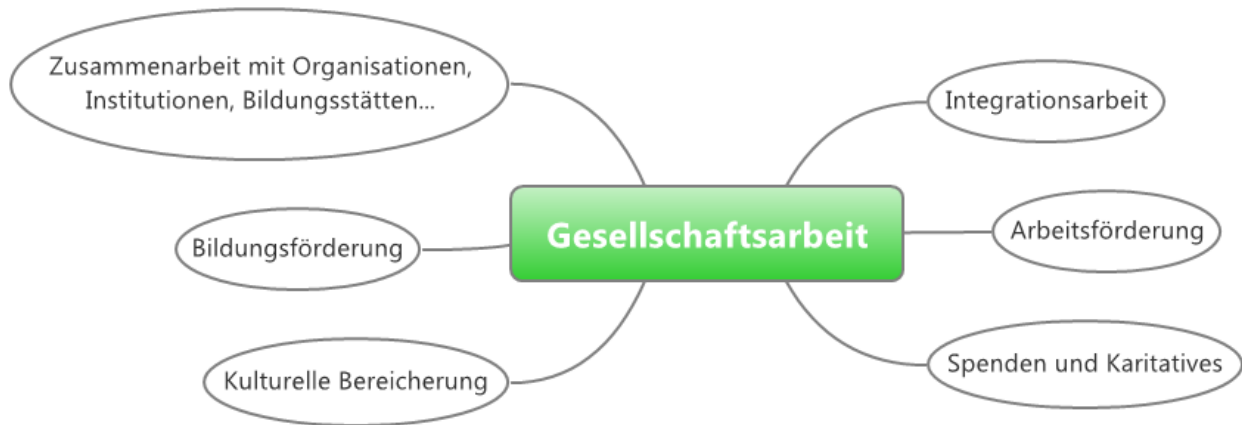 Zusammenarbeit mit Organisationen,
Institutionen, Bildungsstätten...
Integrationsarbeit
Gesellschaftsarbeit
Arbeitsförderung
Bildungsförderung
Spenden und Karitatives
Kulturelle Bereicherung